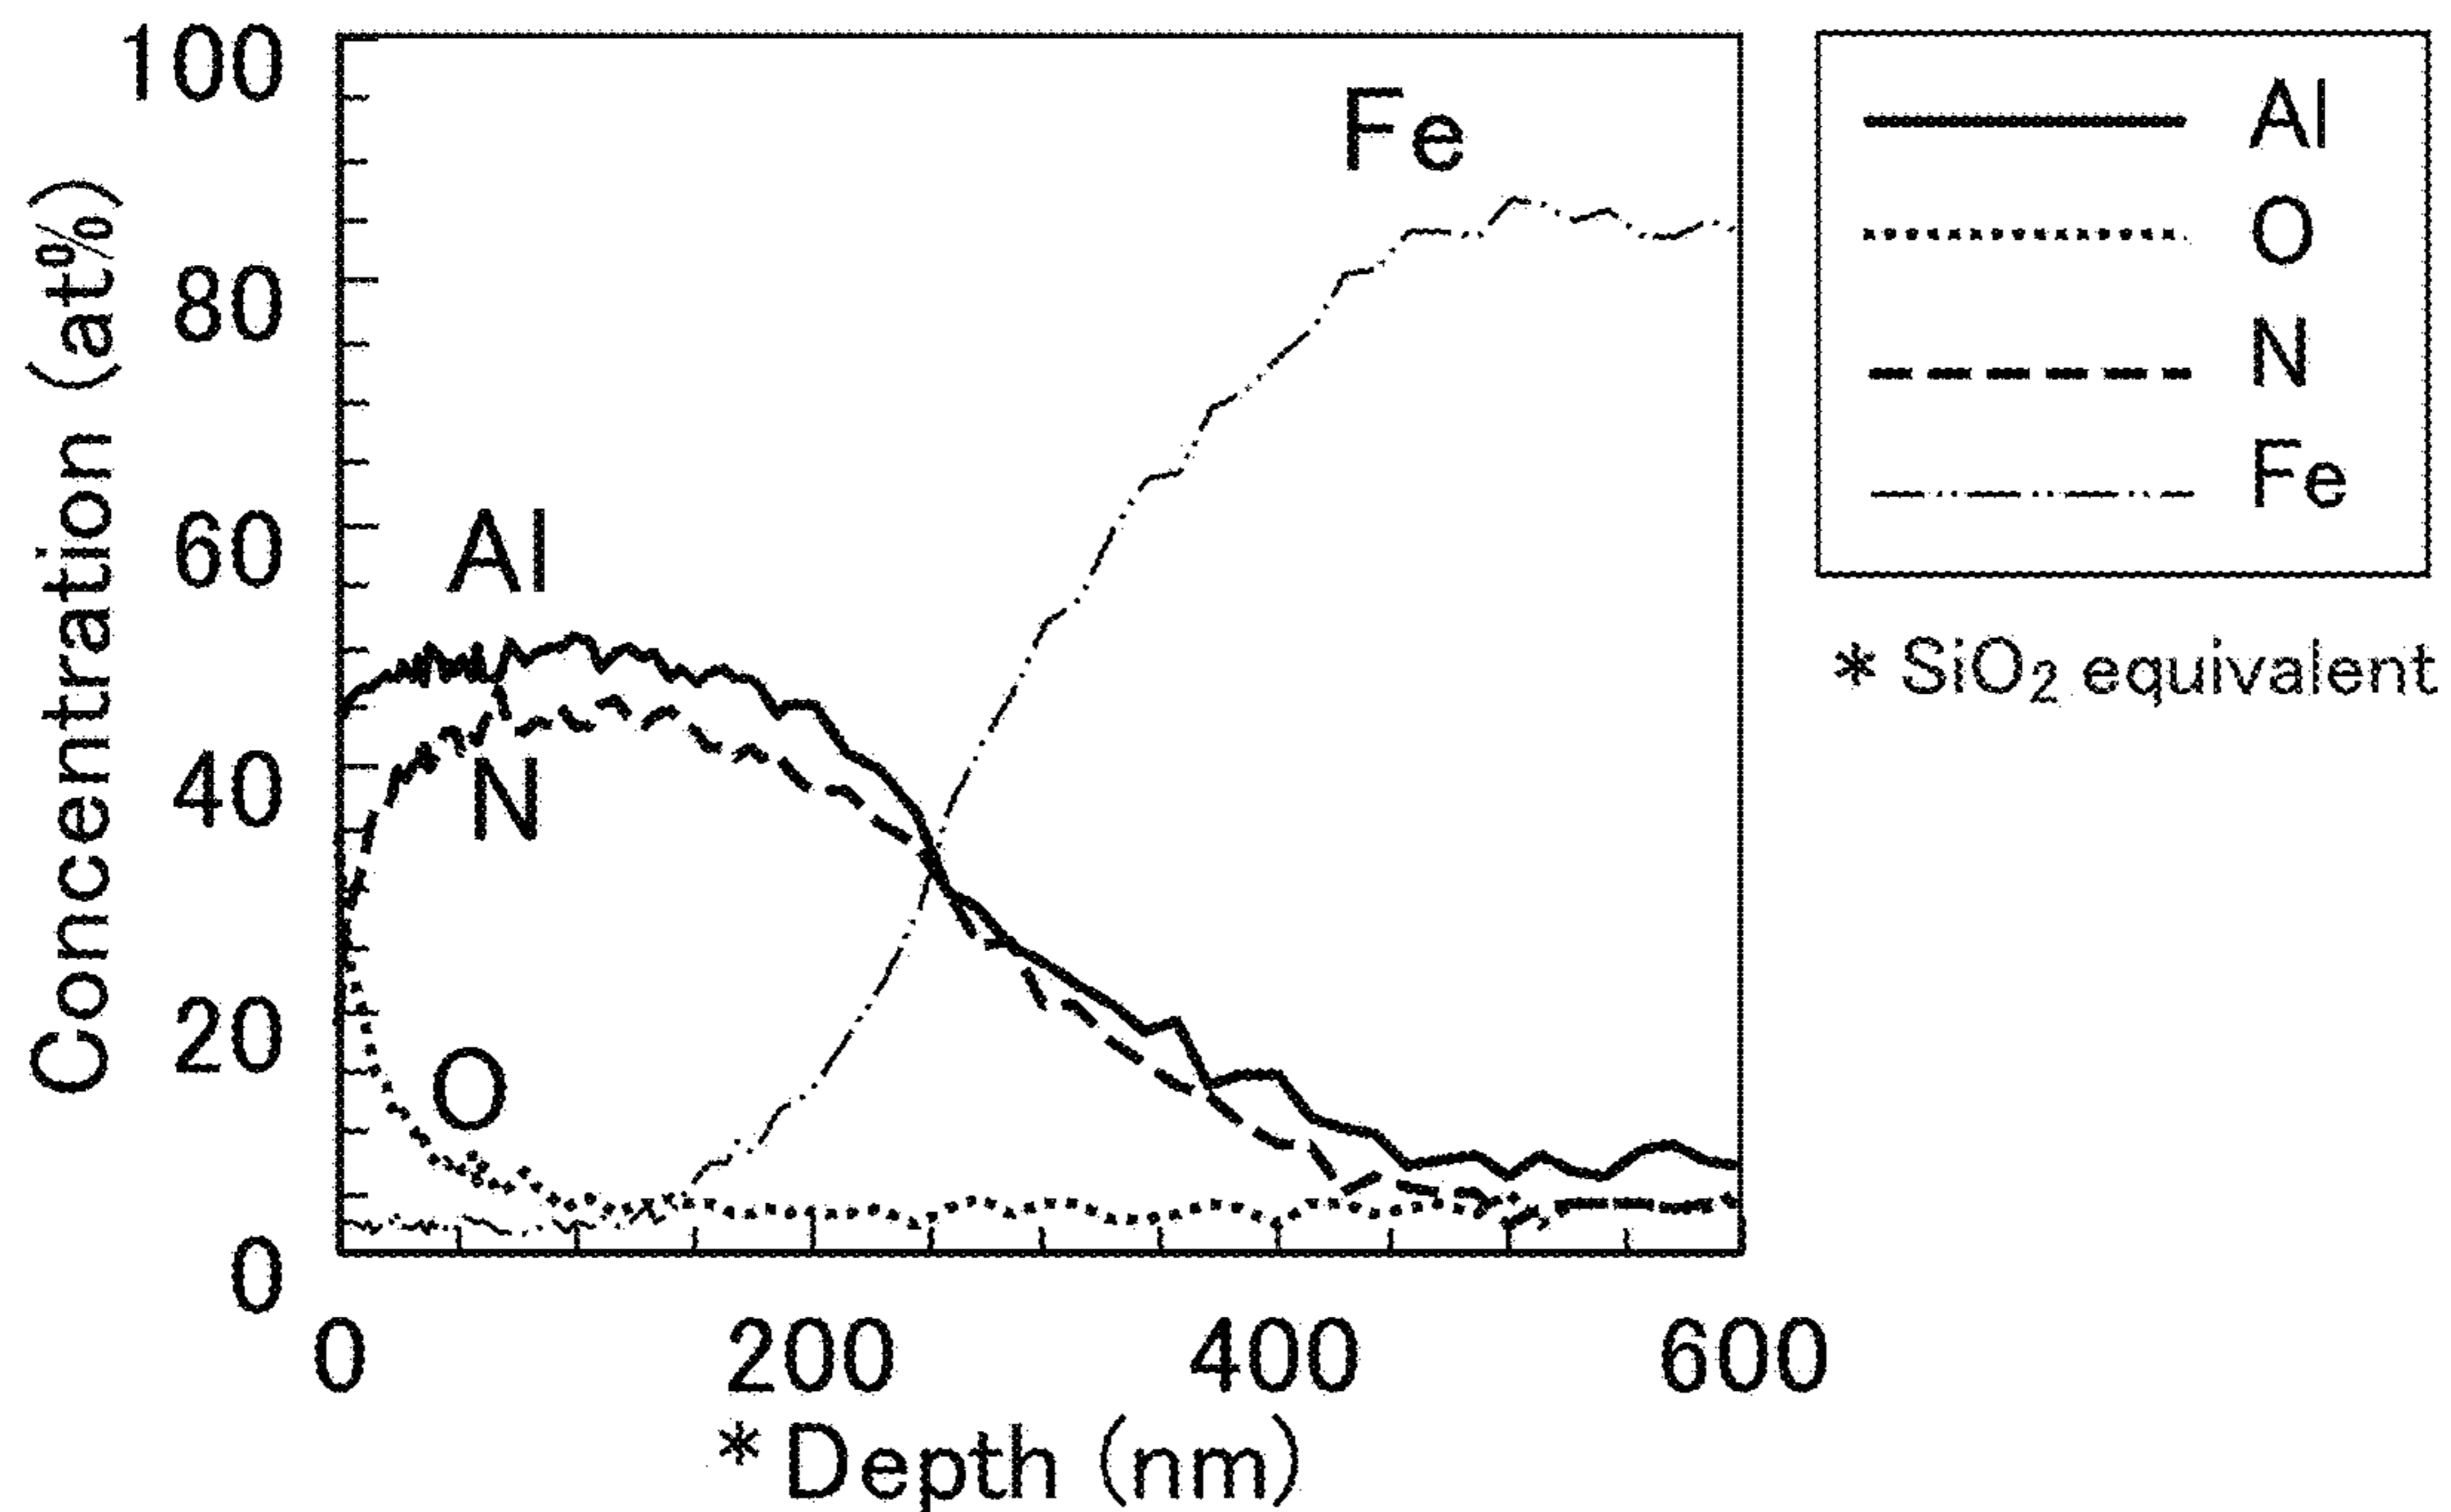 Concentration (at%)
100
80
60
40
20
0
Fe
Al
N
O
0
200
400
600
* Depth (nm)
Al
O
N
Fe
* SiO₂ equivalent